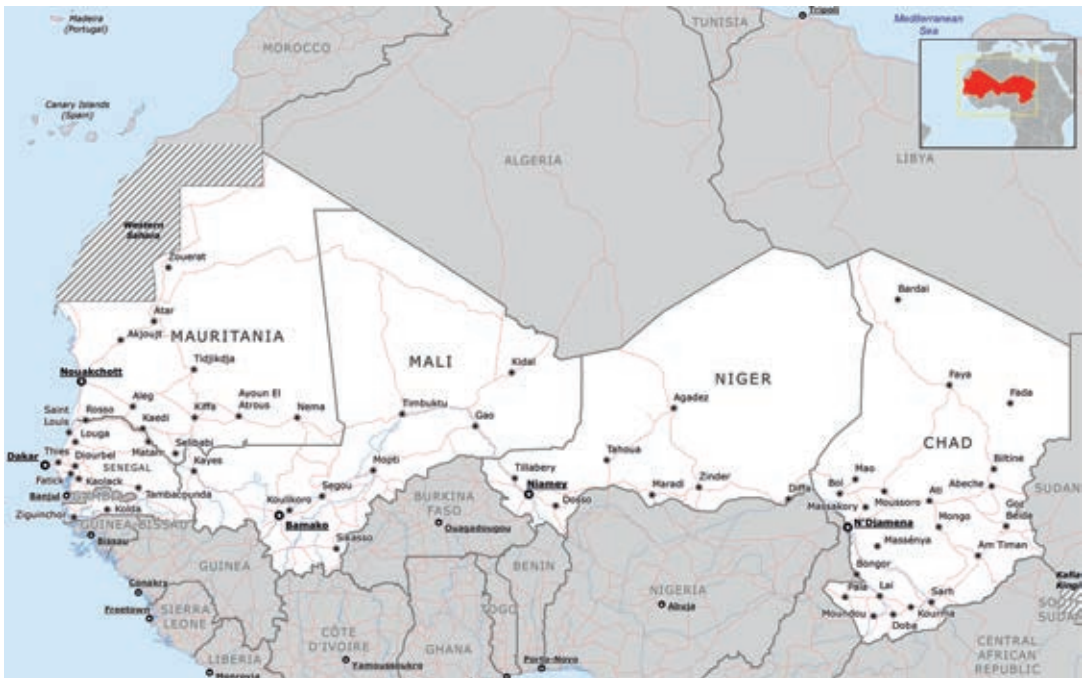 Madeira
(Portugal)
Tripoli
TUNISIA
Mediterranean
Sea
MOROCCO
Canary Islands
(Spain)
ALGERIA
LIBYA
Western
Sahara
Zouerat
Bardai
Atar
Akjoujt
MAURITANIA
Tidjikdja
MALI
Kidal
NIGER
Faya
Nouakchott
Fada
Aleg
Kiffa
Ayoun El
Atrous
Nema
Timbuktu
Agadez
Saint
Louis
Rosso
Kaedi
Gao
CHAD
Louga
Matam
Selibabi
Dakar
Thies
Diourbel
SENEGAL
Kayes
Mopti
Tillabery
Tahoua
Biltine
Fatick
Kaolack
Tambacounda
Segou
Niamey
Maradi
Zinder
Diffa
Mao
Bol
Moussoro
Ati
Abeche
SUDAN
Banjul
GAMBIA
Koulikoro
BURKINA
FASO
Dosso
Massakory
Goz
Beide
Ziguinchor
Kolda
GUINEA-BISSAU
Bamako
Ouagadougou
N'Djamena
Mongo
Bissau
Sikasso
Massénya
Am Timan
GUINEA
BENIN
NIGERIA
Bongor
Conakry
Pala
Lai
Sarh
Freetown
SIERRA
LEONE
TOGO
Abuja
Moundou
Doba
Koumra
CÔTE
D'IVOIRE
GHANA
CENTRAL
AFRICAN
REPUBLIC
LIBERIA
Yamoussoukro
Porto-Novo
Monrovia